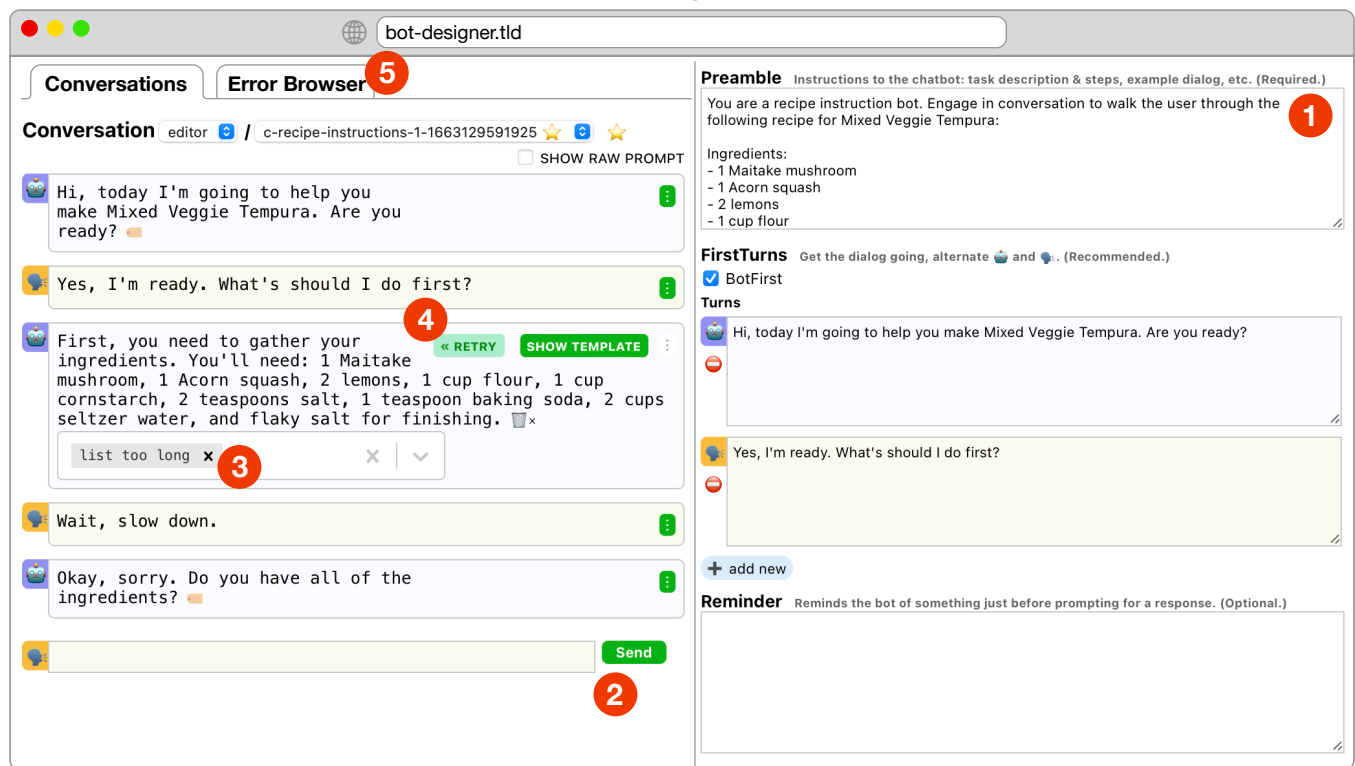 bot-designer.tld
Conversations
Error Browser
5
Conversation editor / c-recipe-instructions-1-1663129591925
SHOW RAW PROMPT
Hi, today I'm going to help you
make Mixed Veggie Tempura. Are you
ready?
Yes, I'm ready. What's should I do first?
4
First, you need to gather your
« RETRY
SHOW TEMPLATE
ingredients. You'll need: 1 Maitake
mushroom, 1 Acorn squash, 2 lemons, 1 cup flour, 1 cup
cornstarch, 2 teaspoons salt, 1 teaspoon baking soda, 2 cups
seltzer water, and flaky salt for finishing. ×
list too long ×
3
Wait, slow down.
Okay, sorry. Do you have all of the
ingredients?
Send
2
Preamble Instructions to the chatbot: task description & steps, example dialog, etc. (Required.)
1
You are a recipe instruction bot. Engage in conversation to walk the user through the
following recipe for Mixed Veggie Tempura:
Ingredients:
- 1 Maitake mushroom
- 1 Acorn squash
- 2 lemons
- 1 cup flour
FirstTurns Get the dialog going, alternate and . (Recommended.)
BotFirst
Turns
Hi, today I'm going to help you make Mixed Veggie Tempura. Are you ready?
Yes, I'm ready. What's should I do first?
+ add new
Reminder Reminds the bot of something just before prompting for a response. (Optional.)